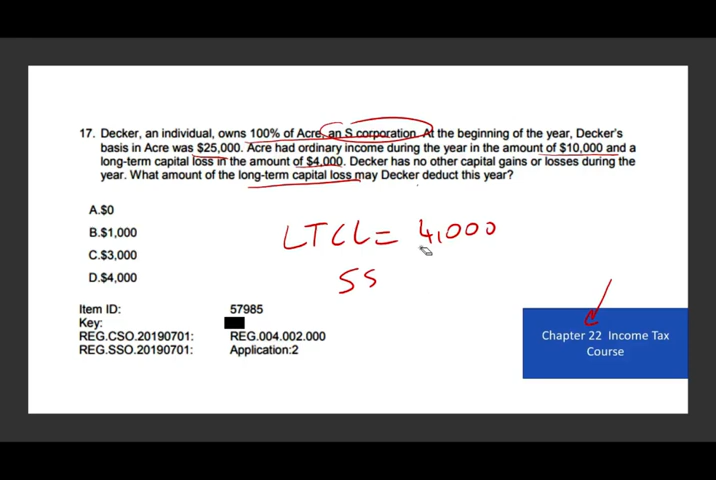 17. Decker, an individual, owns 100% of Acre, an S corporation. At the beginning of the year, Decker's
basis in Acre was $25,000. Acre had ordinary income during the year in the amount of $10,000 and a
long-term capital loss in the amount of $4,000. Decker has no other capital gains or losses during the
year. What amount of the long-term capital loss may Decker deduct this year?
A.$0
B.$1,000
C.$3,000
D.$4,000
LTCL = 4,000
SS
Item ID: 57985
Key:
REG.CSO.20190701: REG.004.002.000
REG.SSO.20190701: Application:2
Chapter 22 Income Tax
Course